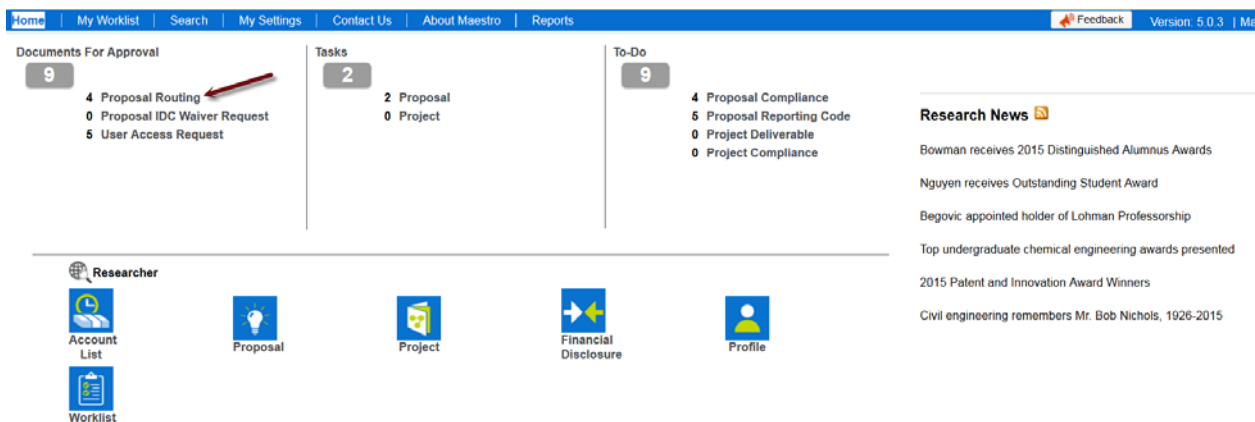 Home | My Worklist | Search | My Settings | Contact Us | About Maestro | Reports
Feedback Version: 5.0.3 |
Documents For Approval
9
4 Proposal Routing
0 Proposal IDC Waiver Request
5 User Access Request
Tasks
2
2 Proposal
0 Project
To-Do
9
4 Proposal Compliance
5 Proposal Reporting Code
0 Project Deliverable
0 Project Compliance
Research News
Bowman receives 2015 Distinguished Alumnus Awards
Nguyen receives Outstanding Student Award
Begovic appointed holder of Lohman Professorship
Top undergraduate chemical engineering awards presented
2015 Patent and Innovation Award Winners
Civil engineering remembers Mr. Bob Nichols, 1926-2015
Researcher
Account
List
Proposal
Project
Financial
Disclosure
Profile
Worklist